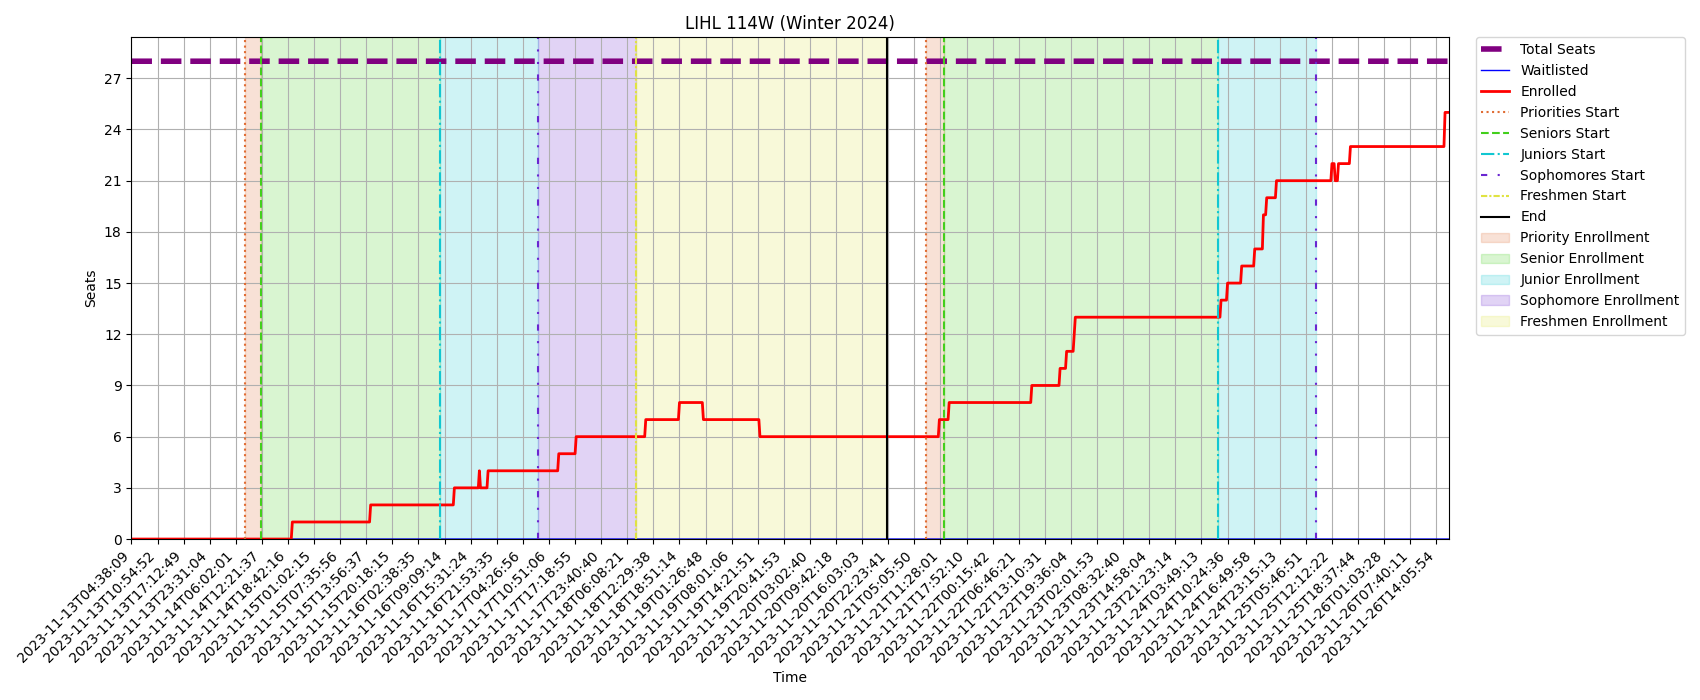 LIHL 114W (Winter 2024)
Seats
27
24
21
18
15
12
9
6
3
0
2023-11-13T04:38:09
2023-11-13T10:54:52
2023-11-13T17:12:49
2023-11-13T23:31:04
2023-11-14T06:02:01
2023-11-14T12:21:37
2023-11-14T18:42:16
2023-11-15T01:02:15
2023-11-15T07:35:56
2023-11-15T13:56:37
2023-11-15T20:18:15
2023-11-16T02:38:35
2023-11-16T09:09:14
2023-11-16T15:31:24
2023-11-16T21:53:35
2023-11-17T04:26:56
2023-11-17T10:51:06
2023-11-17T17:18:55
2023-11-17T23:40:40
2023-11-18T06:08:21
2023-11-18T12:29:38
2023-11-18T18:51:14
2023-11-19T01:26:48
2023-11-19T08:01:06
2023-11-19T14:21:51
2023-11-19T20:41:53
2023-11-20T03:02:40
2023-11-20T09:42:18
2023-11-20T16:03:03
2023-11-20T22:23:41
2023-11-21T05:05:50
2023-11-21T11:28:01
2023-11-21T17:52:10
2023-11-22T00:15:42
2023-11-22T06:46:21
2023-11-22T13:10:31
2023-11-22T19:36:04
2023-11-23T02:01:53
2023-11-23T08:32:40
2023-11-23T14:58:04
2023-11-23T21:23:14
2023-11-24T03:49:13
2023-11-24T10:24:36
2023-11-24T16:49:58
2023-11-24T23:15:13
2023-11-25T05:46:51
2023-11-25T12:12:22
2023-11-25T18:37:44
2023-11-26T01:03:28
2023-11-26T07:40:11
2023-11-26T14:05:54
Time
Total Seats
Waitlisted
Enrolled
Priorities Start
Seniors Start
Juniors Start
Sophomores Start
Freshmen Start
End
Priority Enrollment
Senior Enrollment
Junior Enrollment
Sophomore Enrollment
Freshmen Enrollment